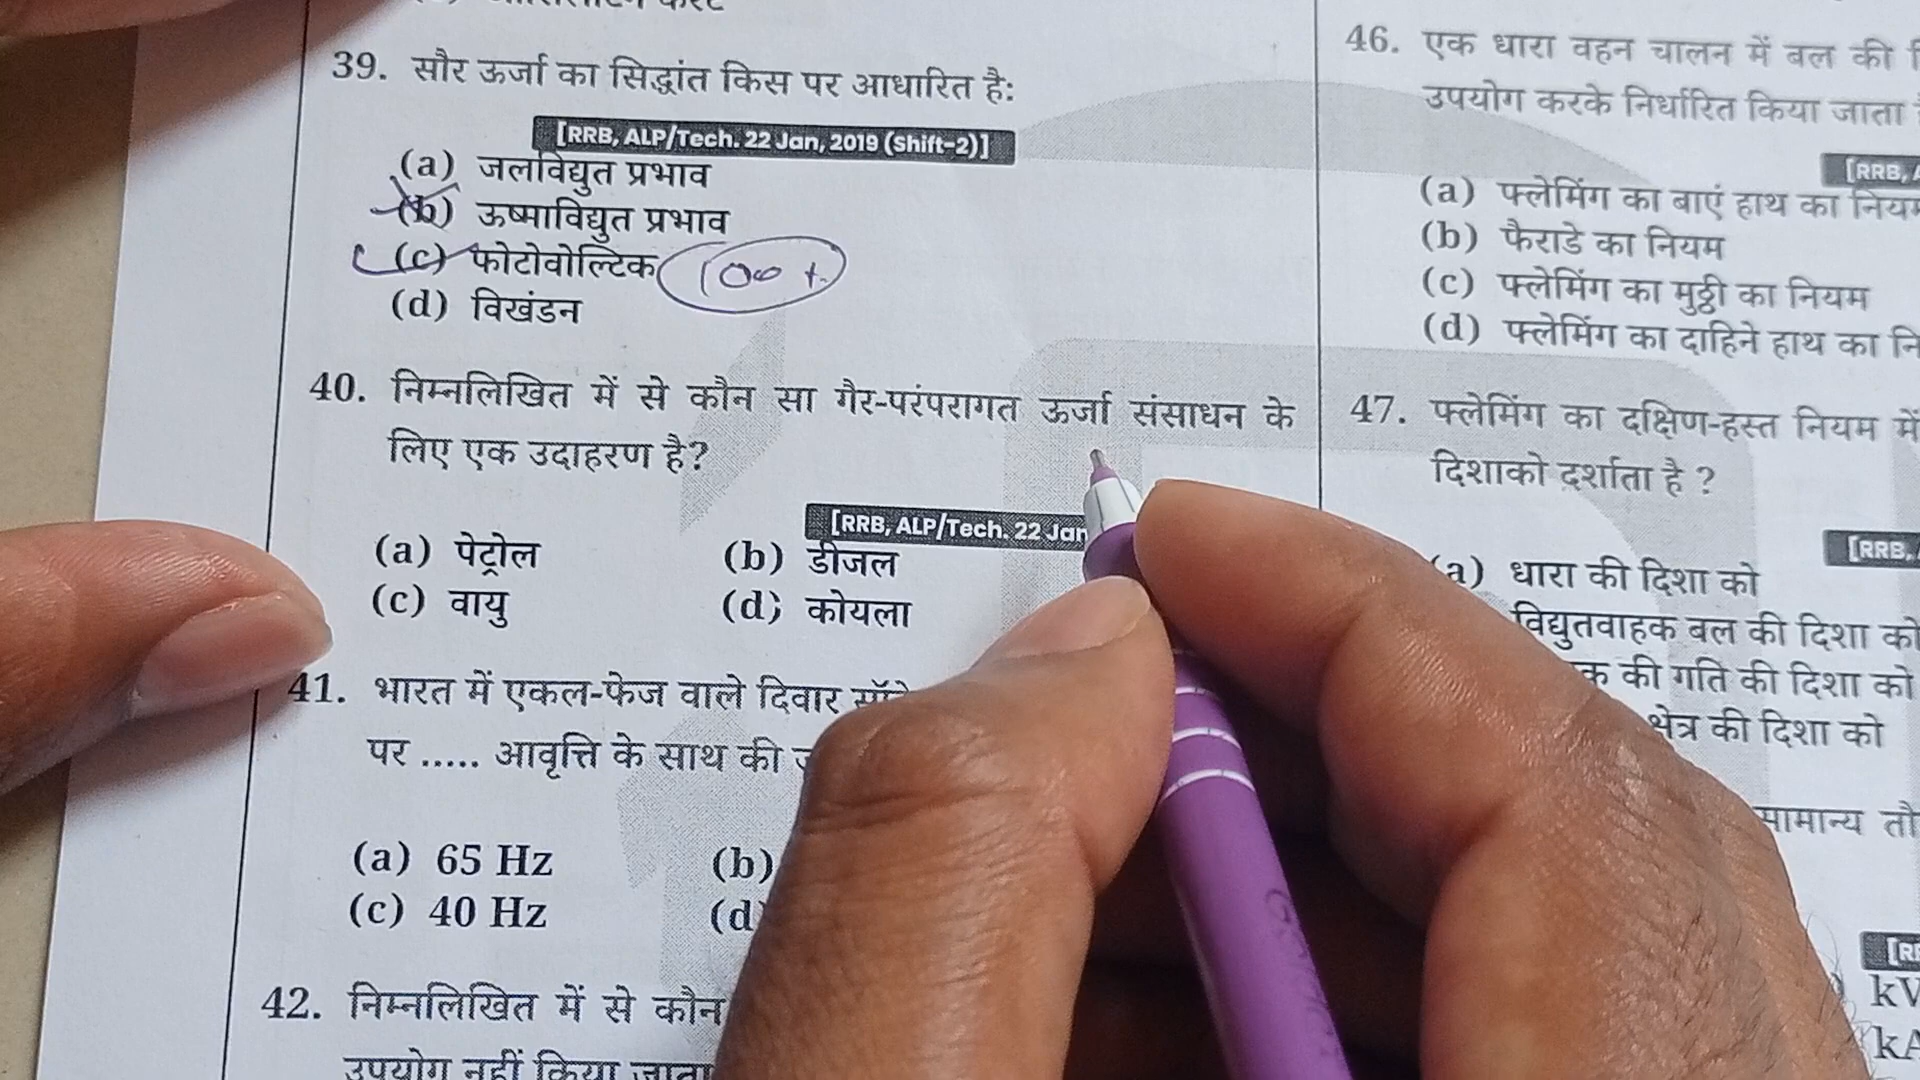 39. सौर ऊर्जा का सिद्धांत किस पर आधारित है:
[RRB, ALP/Tech. 22 Jan, 2019 (Shift-2)]
(a) जलविद्युत प्रभाव
(b) ऊष्माविद्युत प्रभाव
(c) फोटोवोल्टिक
(d) विखंडन
40. निम्नलिखित में से कौन सा गैर-परंपरागत ऊर्जा संसाधन के
लिए एक उदाहरण है?
[RRB, ALP/Tech. 22 Jan
(a) पेट्रोल (b) डीजल
(c) वायु (d) कोयला
41. भारत में एकल-फेज वाले दिवार
पर ..... आवृत्ति के साथ की
(a) 65 Hz (b)
(c) 40 Hz (d)
42. निम्नलिखित में से कौन
उपयोग नहीं किया जाता
46. एक धारा वहन चालन में बल की
उपयोग करके निर्धारित किया जाता
[RRB,
(a) फ्लेमिंग का बाएं हाथ का नियम
(b) फैराडे का नियम
(c) फ्लेमिंग का मुठ्ठी का नियम
(d) फ्लेमिंग का दाहिने हाथ का
47. फ्लेमिंग का दक्षिण-हस्त नियम में
दिशाको दर्शाता है ?
[RRB,
(a) धारा की दिशा को
विद्युतवाहक बल की दिशा को
की गति की दिशा को
क्षेत्र की दिशा को
सामान्य
kV
kA